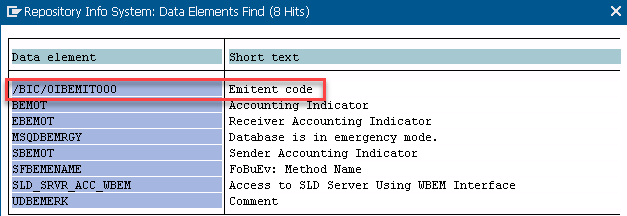 Repository Info System: Data Elements Find (8 Hits)
Data element Short text
/BIC/OIBEMIT000 Emitent code
BEMOT Accounting Indicator
EBEMOT Receiver Accounting Indicator
MSQDBEMRGY Database is in emergency mode.
SBEMOT Sender Accounting Indicator
SFBEMENAME FoBuEv: Method Name
SLD_SRVR_ACC_WBEM Access to SLD Server Using WBEM Interface
UDBEMERK Comment